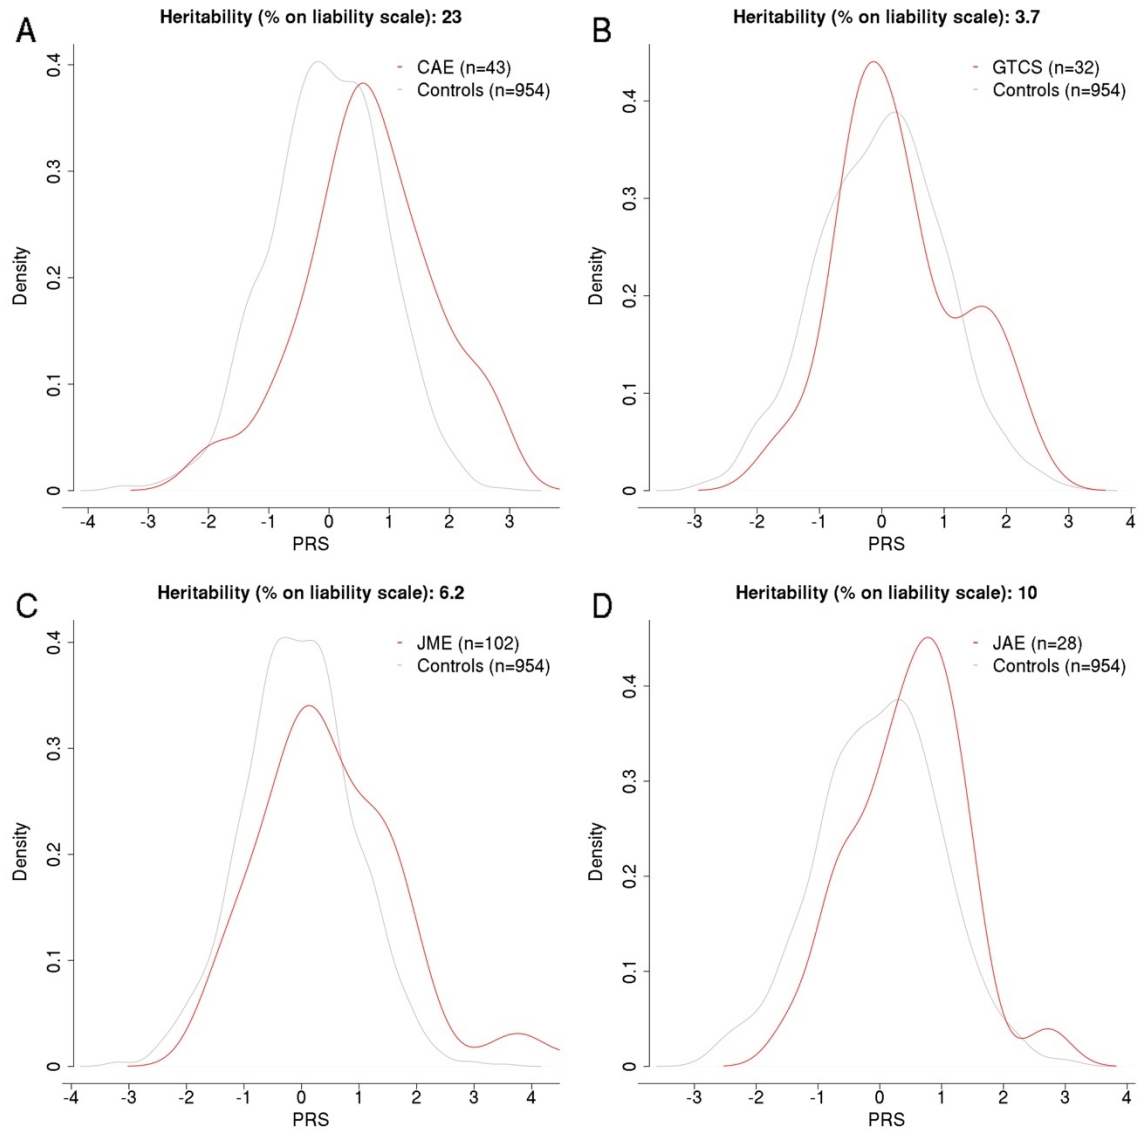 A
Heritability (% on liability scale): 23
CAE (n=43)
Controls (n=954)
Density
0 0.1 0.2 0.3 0.4
-4 -3 -2 -1 0 1 2 3
PRS
B
Heritability (% on liability scale): 3.7
GTCS (n=32)
Controls (n=954)
Density
0 0.1 0.2 0.3 0.4
-3 -2 -1 0 1 2 3 4
PRS
C
Heritability (% on liability scale): 6.2
JME (n=102)
Controls (n=954)
Density
0 0.1 0.2 0.3 0.4
-4 -3 -2 -1 0 1 2 3 4
PRS
D
Heritability (% on liability scale): 10
JAE (n=28)
Controls (n=954)
Density
0 0.1 0.2 0.3 0.4
-3 -2 -1 0 1 2 3 4
PRS